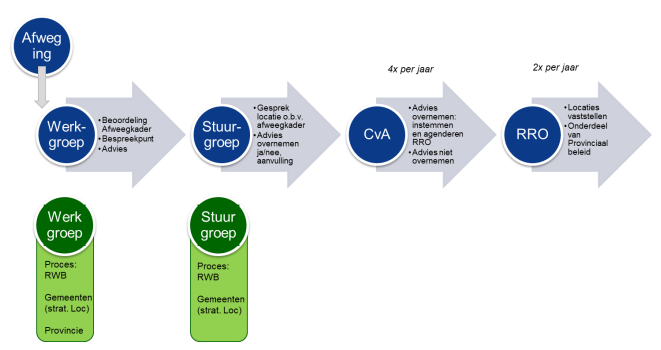 Afweg
ing
4x per jaar
2x per jaar
Werk-
groep
•Beoordeling
Afweegkader
•Bespreekpunt
•Advies
Stuur-
groep
•Gesprek
locatie o.b.v.
afweegkader
•Advies
overnemen
ja/nee,
aanvulling
CvA
•Advies
overnemen:
instemmen
en agenderen
RRO
•Advies niet
overnemen
RRO
•Locaties
vaststellen
•Onderdeel
van
Provinciaal
beleid
Werk
groep
Proces:
RWB
Gemeenten
(strat. Loc)
Provincie
Stuur
groep
Proces:
RWB
Gemeenten
(strat. Loc)